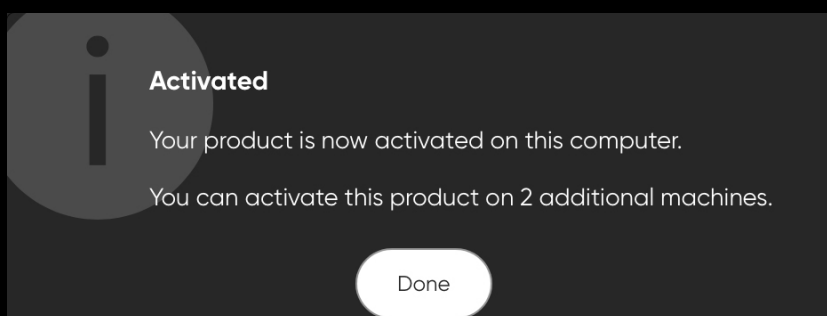 Activated
Your product is now activated on this computer.
You can activate this product on 2 additional machines.
Done